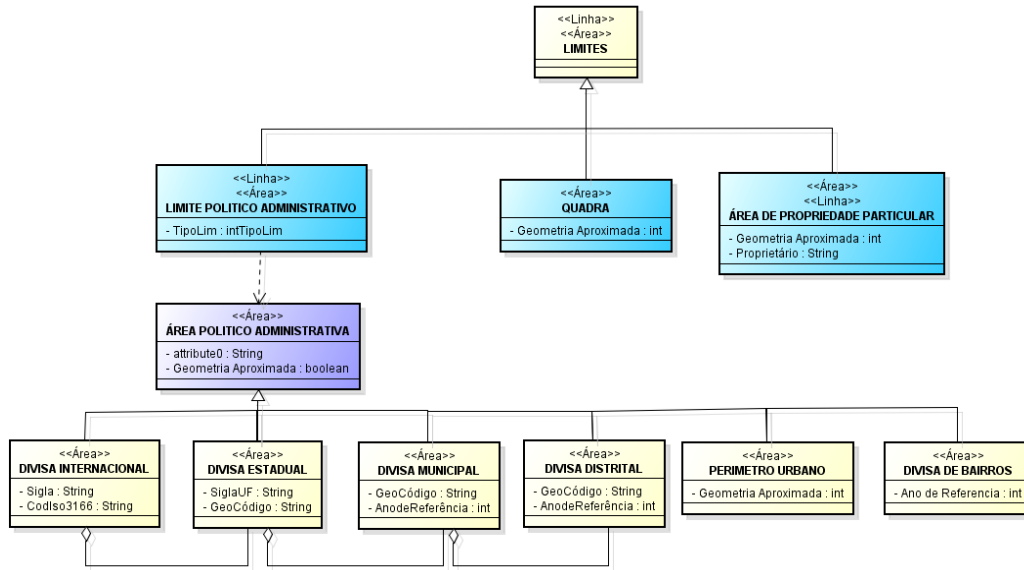 <<Linha>>
<<Área>>
LIMITES
<<Linha>>
<<Área>>
LIMITE POLITICO ADMINISTRATIVO
- TipoLim : intTipoLim
<<Área>>
QUADRA
- Geometria Aproximada : int
<<Área>>
<<Linha>>
ÁREA DE PROPRIEDADE PARTICULAR
- Geometria Aproximada : int
- Proprietário : String
<<Área>>
ÁREA POLITICO ADMINISTRATIVA
- attribute0 : String
- Geometria Aproximada : boolean
<<Área>>
DIVISA INTERNACIONAL
- Sigla : String
- CodIso3166 : String
<<Área>>
DIVISA ESTADUAL
- SiglaUF : String
- GeoCódigo : String
<<Área>>
DIVISA MUNICIPAL
- GeoCódigo : String
- AnodeReferência : int
<<Área>>
DIVISA DISTRITAL
- GeoCódigo : String
- AnodeReferência : int
<<Área>>
PERIMETRO URBANO
- Geometria Aproximada : int
<<Área>>
DIVISA DE BAIRROS
- Ano de Referencia : int